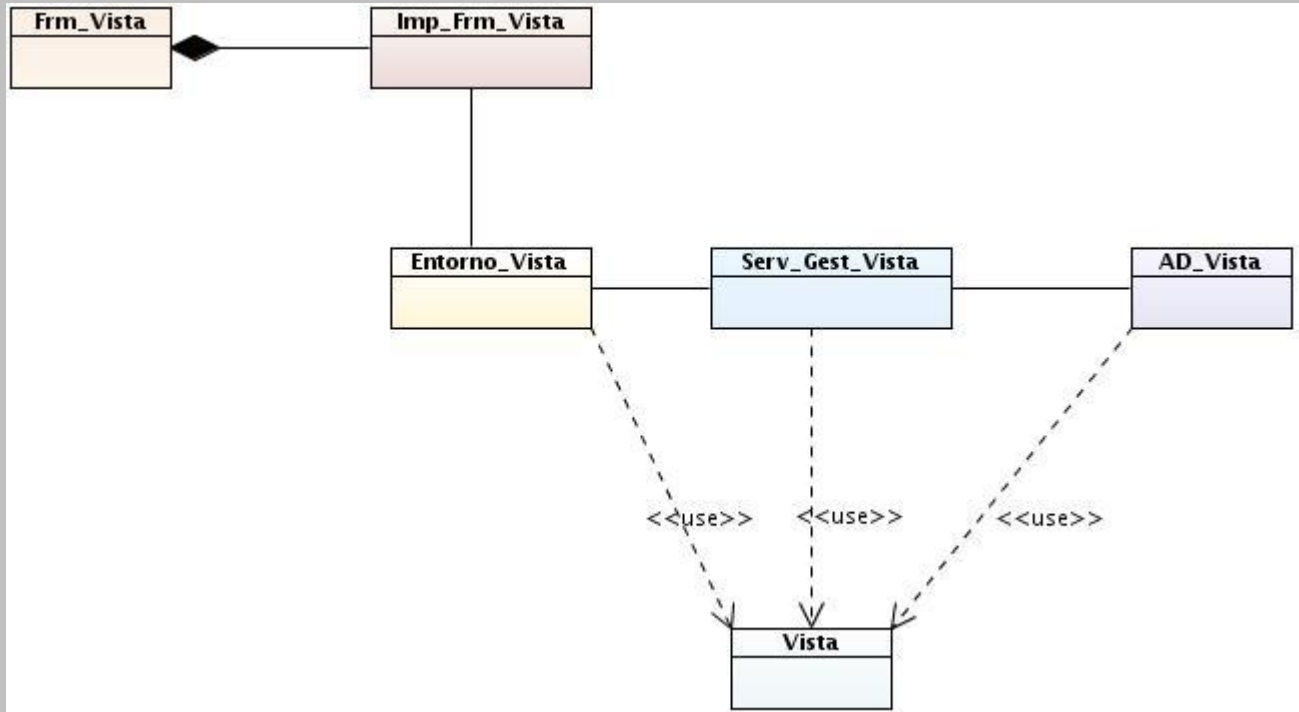 Frm_Vista
Imp_Frm_Vista
Entorno_Vista
Serv_Gest_Vista
AD_Vista
<<use>>
<<use>>
<<use>>
Vista